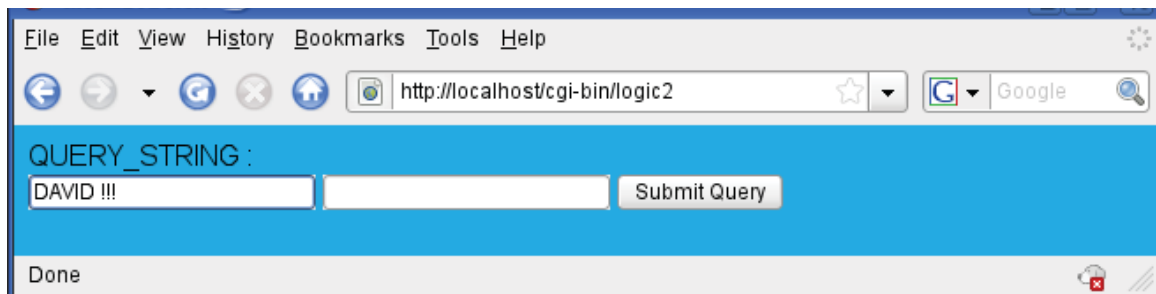 File Edit View History Bookmarks Tools Help
http://localhost/cgi-bin/logic2 G Google
QUERY_STRING :
DAVID !!! Submit Query
Done